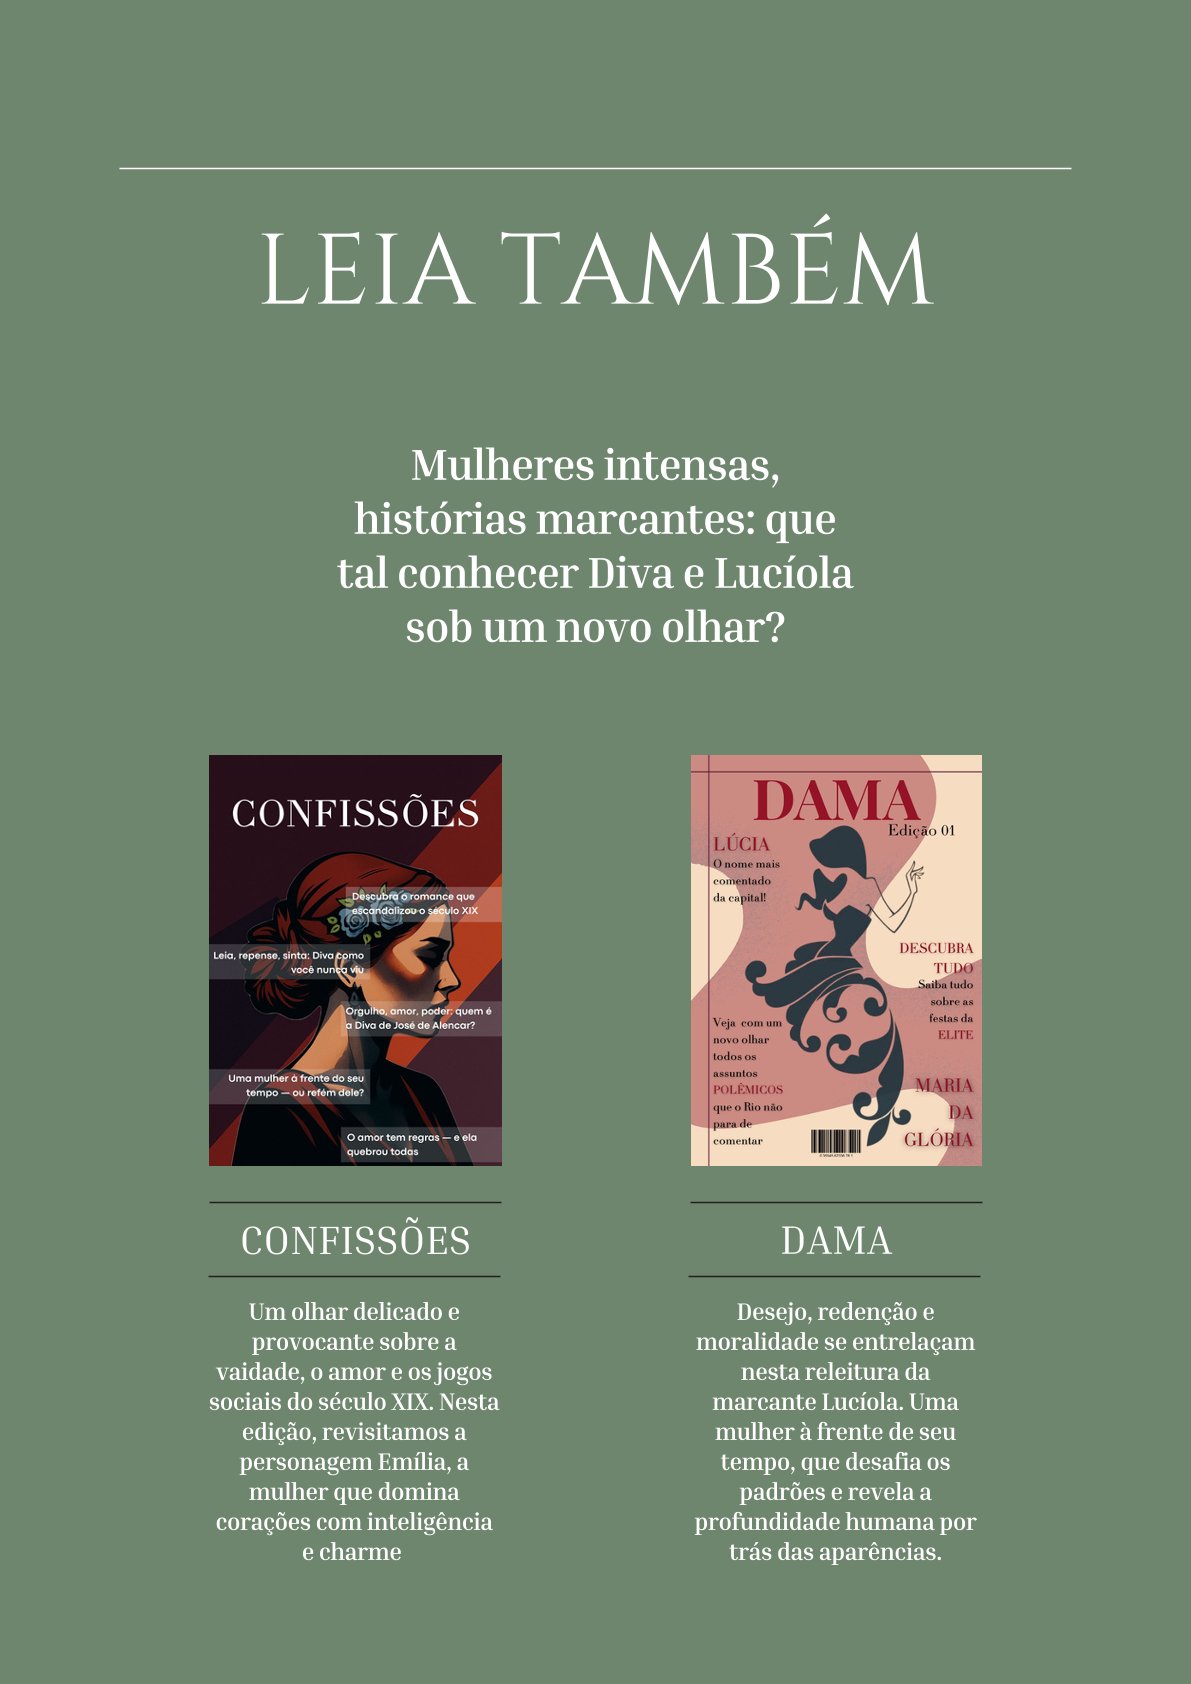 LEIA TAMBÉM
Mulheres intensas,
histórias marcantes: que
tal conhecer Diva e Lucíola
sob um novo olhar?
CONFISSÕES
Descubra o romance que
escandalizou o século XIX
Leia, repense, sinta: Diva como
você nunca viu
Orgulho, amor, poder: quem é
a Diva de José de Alencar?
Uma mulher à frente do seu
tempo — ou refém dele?
O amor tem regras — e ela
quebrou todas
DAMA
Edição 01
LÚCIA
O nome mais
comentado
da capital!
DESCUBRA
TUDO
Saiba tudo
sobre as
festas da
ELITE
Veja com um
novo olhar
todos os
assuntos
POLÊMICOS
que o Rio não
para de
comentar
MARIA
DA
GLÓRIA
CONFISSÕES
Um olhar delicado e
provocante sobre a
vaidade, o amor e os jogos
sociais do século XIX. Nesta
edição, revisitamos a
personagem Emília, a
mulher que domina
corações com inteligência
e charme
DAMA
Desejo, redenção e
moralidade se entrelaçam
nesta releitura da
marcante Lucíola. Uma
mulher à frente de seu
tempo, que desafia os
padrões e revela a
profundidade humana por
trás das aparências.